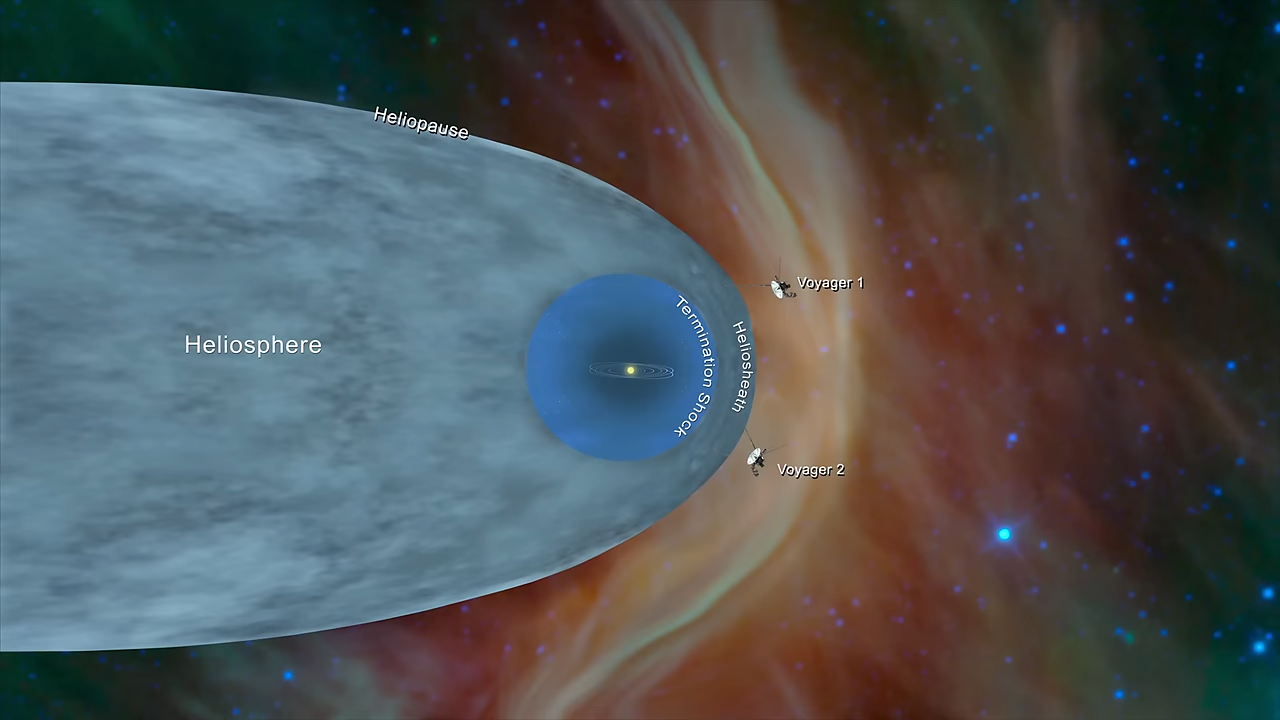 Heliopause
Voyager 1
Heliosphere
Termination Shock
Heliosheath
Voyager 2